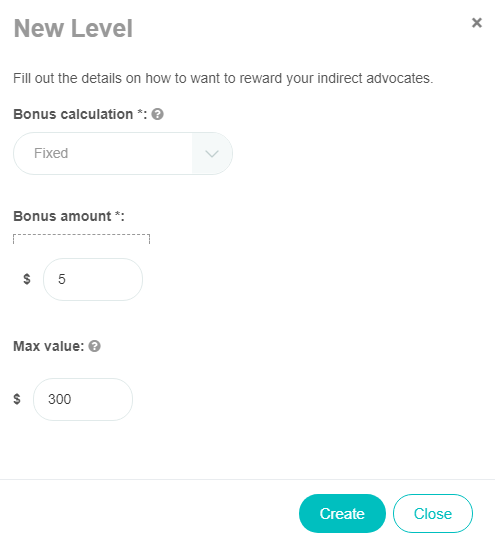 New Level
×
Fill out the details on how to want to reward your indirect advocates.
Bonus calculation *: ?
Fixed
Bonus amount *:
$ 5
Max value: ?
$ 300
Create Close